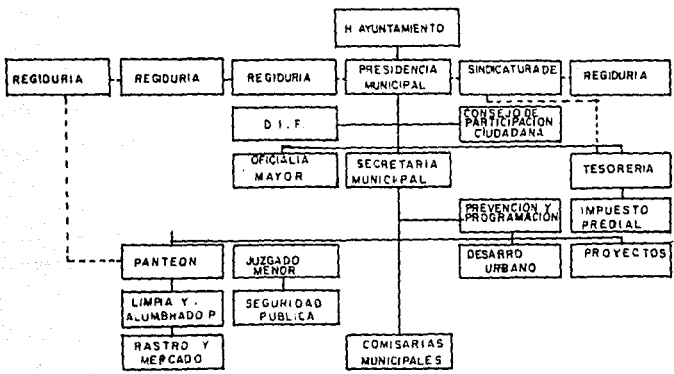 H AYUNTAMIENTO
REGIDURIA
REGIDURIA
REGIDURIA
PRESIDENCIA
MUNICIPAL
SINDICATURA DE
REGIDURIA
D.I.F.
CONSEJO DE
PARTICIPACION
CIUDADANA
OFICIALIA
MAYOR
SECRETARIA
MUNICIPAL
TESORERIA
PREVENCION Y
PROGRAMACION
IMPUESTO
PREDIAL
PANTEON
JUZGADO
MENOR
DESARRO
URBANO
PROYECTOS
LIMPIA Y
ALUMBRADO P
SEGURIDAD
PUBLICA
RASTRO Y
MERCADO
COMISARIAS
MUNICIPALES